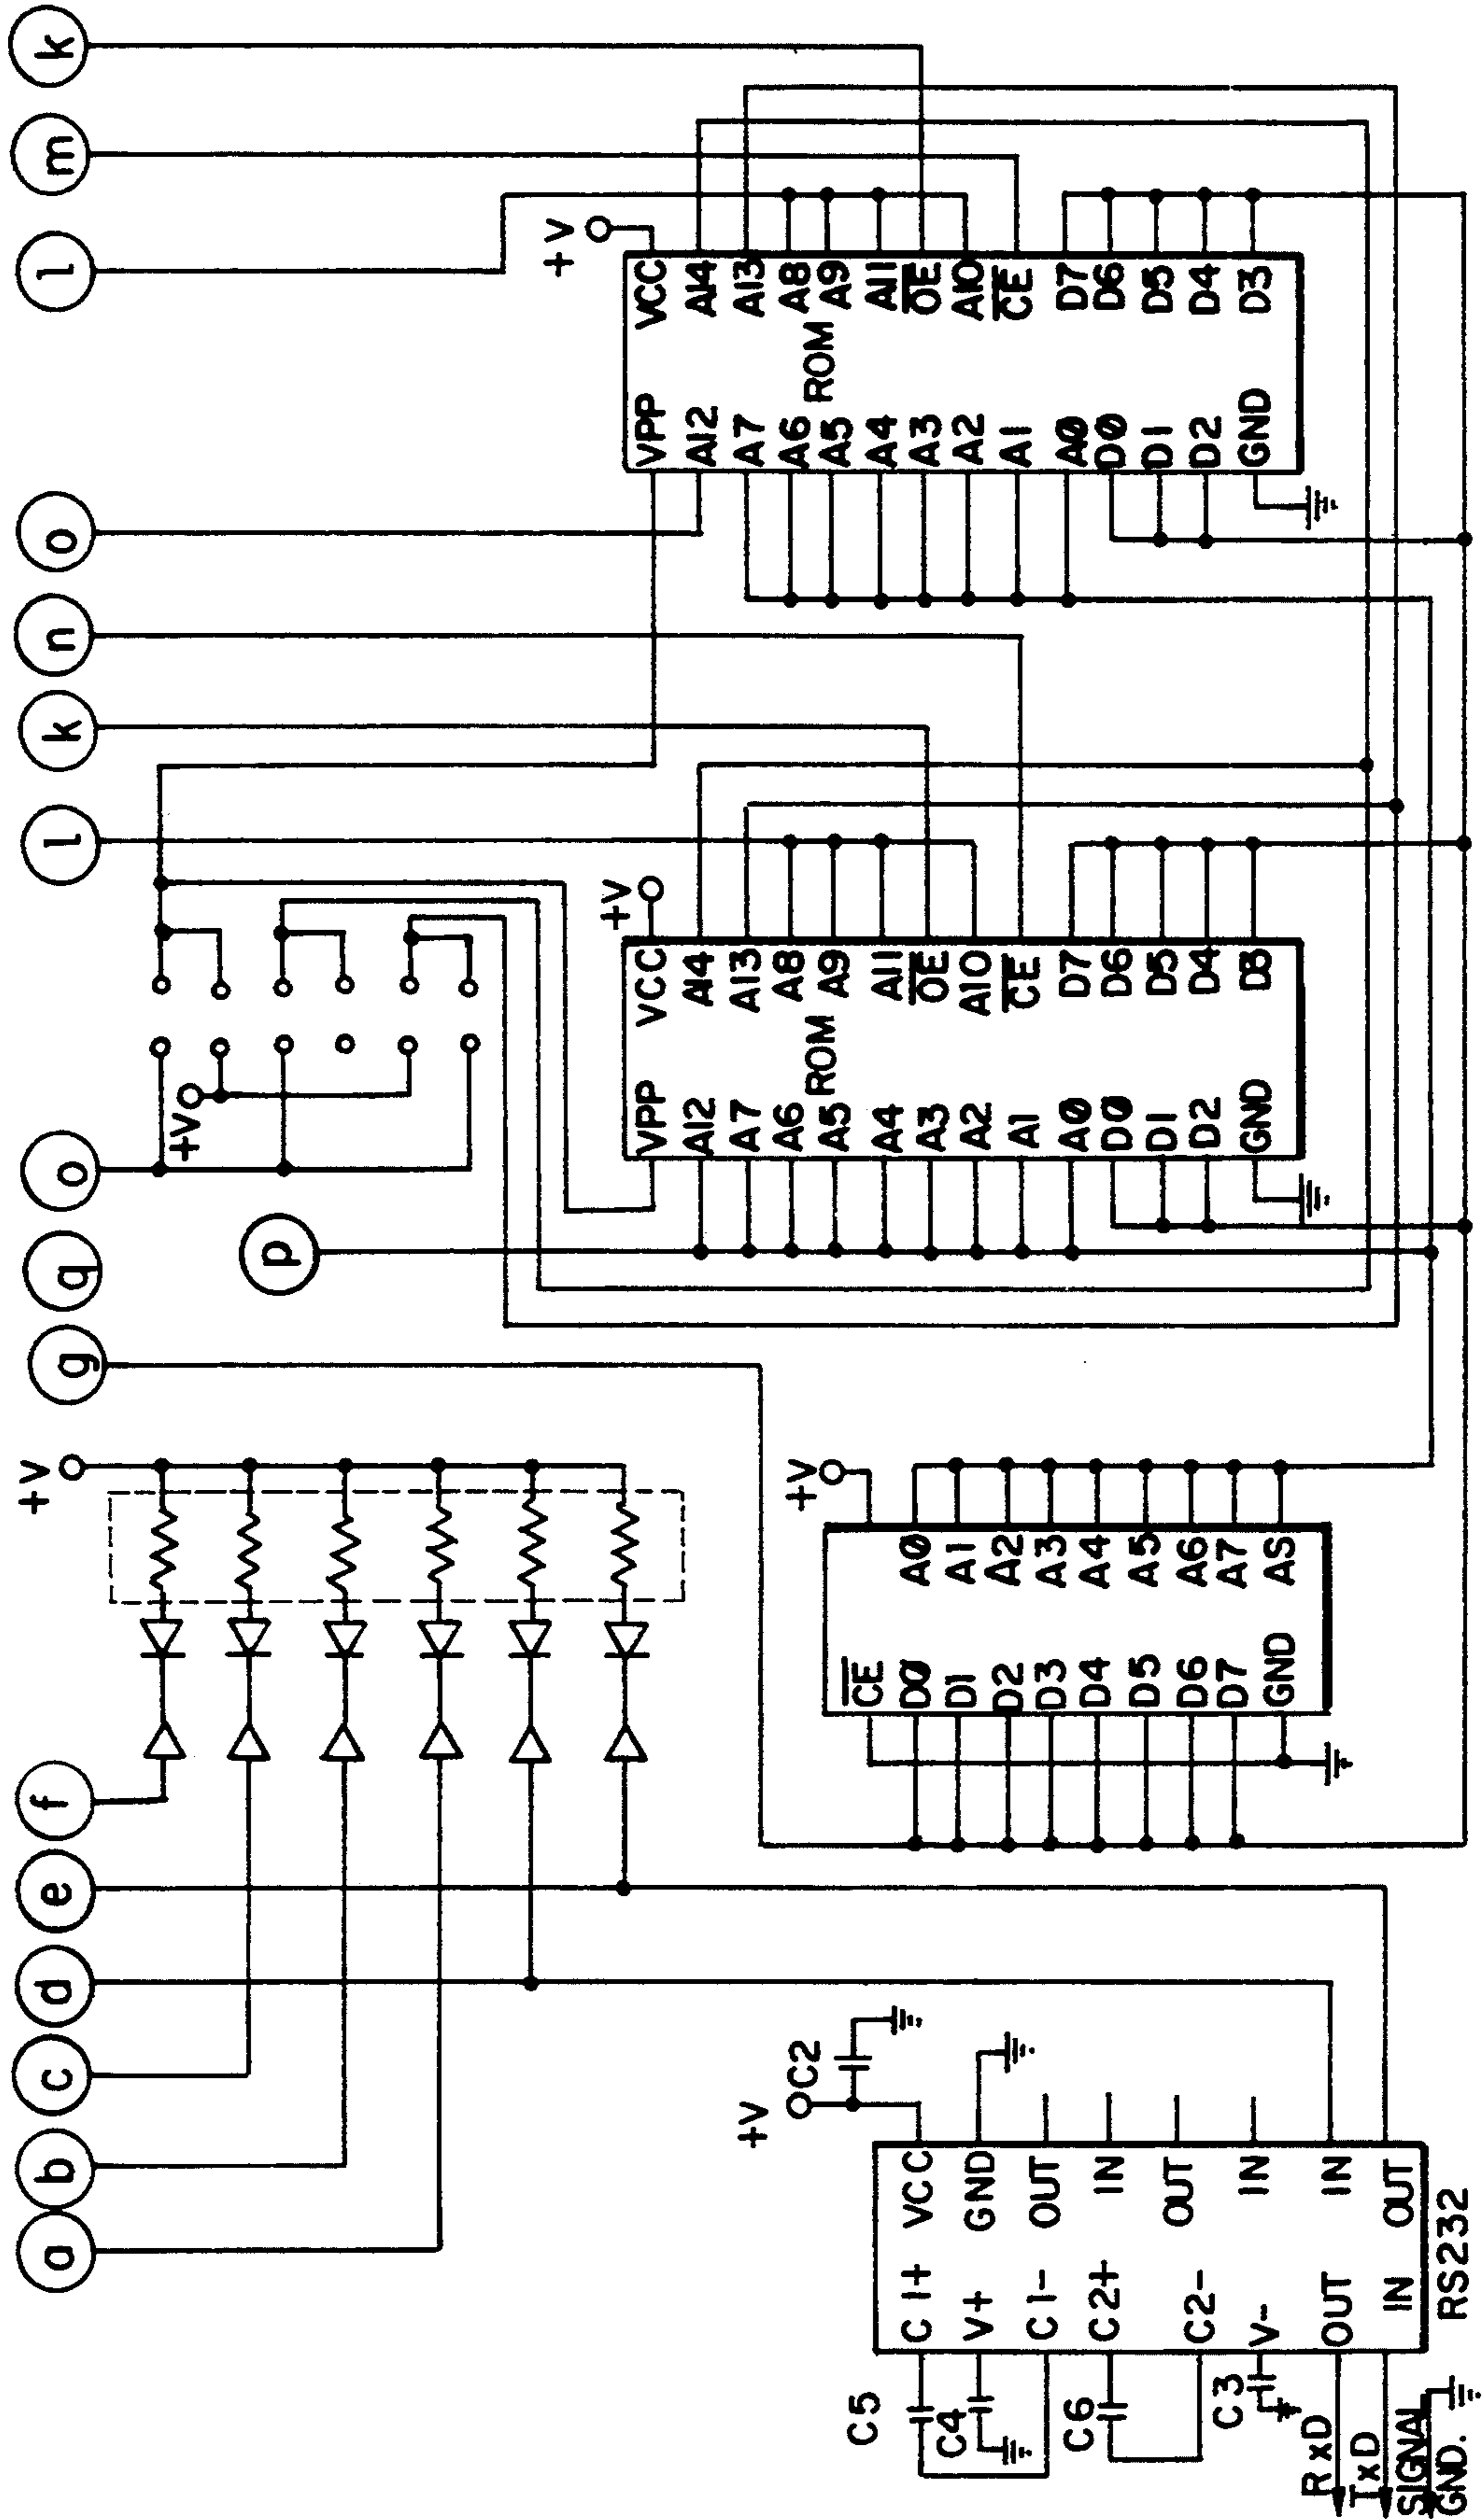 a b c d e f g q o l k n o l m k
+V
+V
p
+V
+V
+V
VPP VCC
A12 A14
A7 A13
A6 A8
A5 A9
ROM
A4 A11
A3 OE
A2 A10
A1 CE
AØ D7
DØ D6
D1 D5
D2 D4
GND D3
VPP VCC
A12 A14
A7 A13
A6 A8
A5 A9
ROM
A4 A11
A3 OE
A2 A10
A1 CE
AØ D7
DØ D6
D1 D5
D2 D4
GND D3
+V
CE
DØ AØ
D1 A1
D2 A2
D3 A3
D4 A4
D5 A5
D6 A6
D7 A7
GND AS
+V
C2
C5
C4
C6
C3
C1+ VCC
V+ GND
C1- OUT
C2+ IN
C2- OUT
V- IN
OUT IN
IN OUT
RS232
RxD
TxD
SIGNAL
GND.